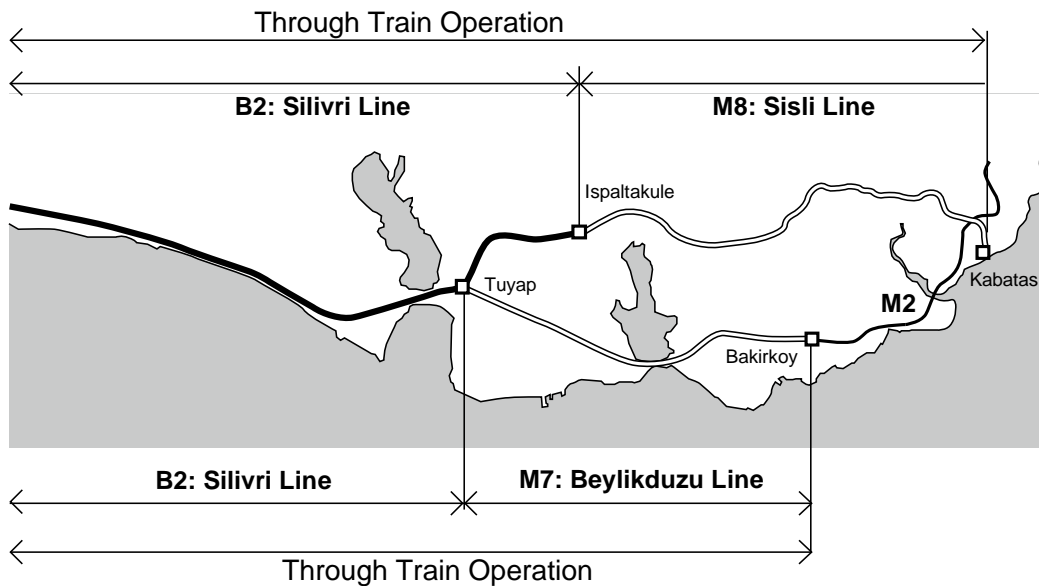 Through Train Operation
B2: Silivri Line
M8: Sisli Line
Ispaltakule
Tuyap
Kabatas
M2
Bakirkoy
B2: Silivri Line
M7: Beylikduzu Line
Through Train Operation